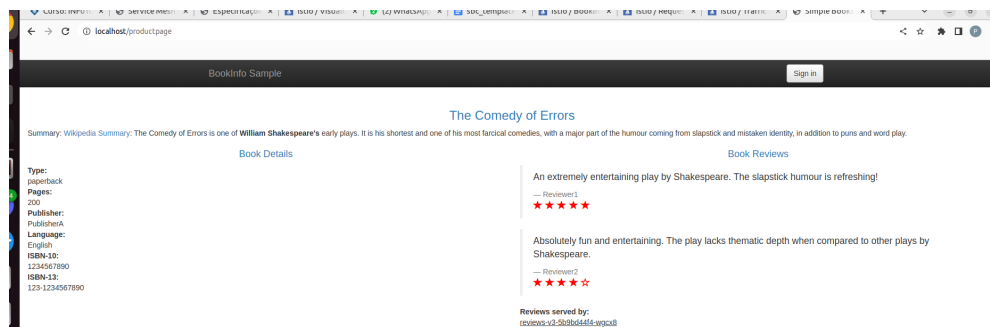 localhost/productpage
BookInfo Sample
Sign in
The Comedy of Errors
Summary: Wikipedia Summary: The Comedy of Errors is one of William Shakespeare's early plays. It is his shortest and one of his most farcical comedies, with a major part of the humour coming from slapstick and mistaken identity, in addition to puns and word play.
Book Details
Type:
paperback
Pages:
200
Publisher:
PublisherA
Language:
English
ISBN-10:
1234567890
ISBN-13:
123-1234567890
Book Reviews
An extremely entertaining play by Shakespeare. The slapstick humour is refreshing!
— Reviewer1
Absolutely fun and entertaining. The play lacks thematic depth when compared to other plays by
Shakespeare.
— Reviewer2
Reviews served by:
reviews-v3-5b9bd44f4-wgcx8